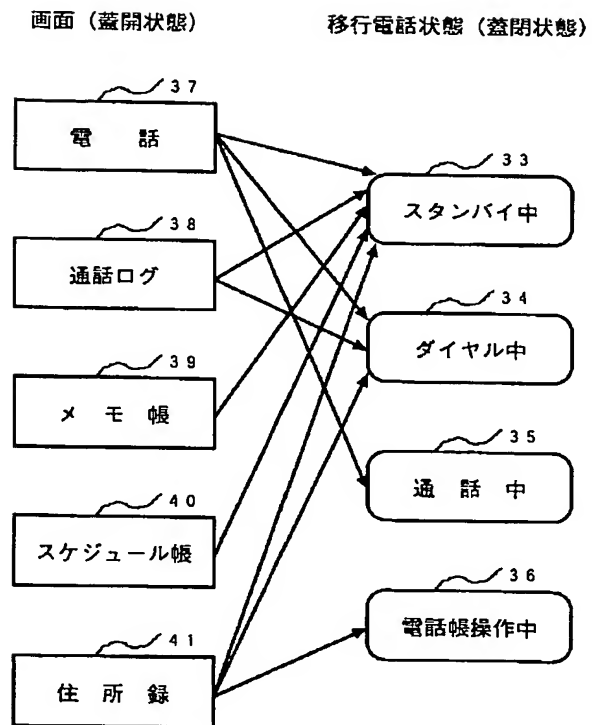 画面（蓋開状態）
移行電話状態（蓋閉状態）
37
電話
38
通話ログ
39
メモ帳
40
スケジュール帳
41
住所録
33
スタンバイ中
34
ダイヤル中
35
通話中
36
電話帳操作中